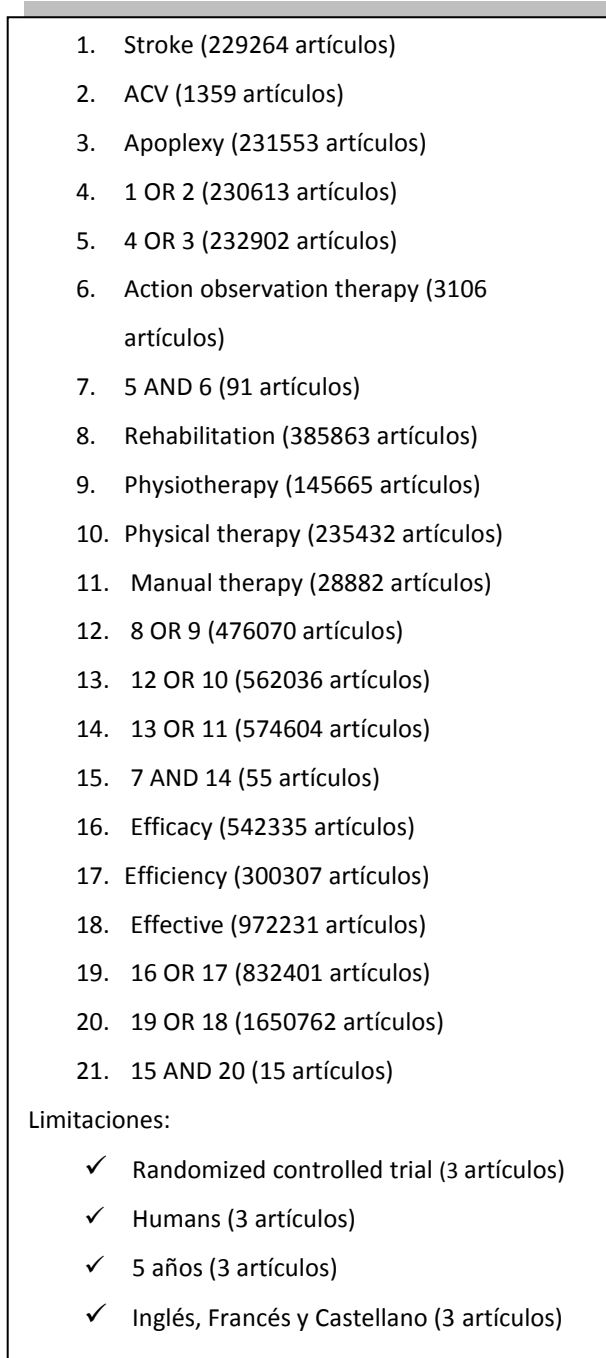 1. Stroke (229264 artículos)
2. ACV (1359 artículos)
3. Apoplexy (231553 artículos)
4. 1 OR 2 (230613 artículos)
5. 4 OR 3 (232902 artículos)
6. Action observation therapy (3106
artículos)
7. 5 AND 6 (91 artículos)
8. Rehabilitation (385863 artículos)
9. Physiotherapy (145665 artículos)
10. Physical therapy (235432 artículos)
11. Manual therapy (28882 artículos)
12. 8 OR 9 (476070 artículos)
13. 12 OR 10 (562036 artículos)
14. 13 OR 11 (574604 artículos)
15. 7 AND 14 (55 artículos)
16. Efficacy (542335 artículos)
17. Efficiency (300307 artículos)
18. Effective (972231 artículos)
19. 16 OR 17 (832401 artículos)
20. 19 OR 18 (1650762 artículos)
21. 15 AND 20 (15 artículos)
Limitaciones:
✓ Randomized controlled trial (3 artículos)
✓ Humans (3 artículos)
✓ 5 años (3 artículos)
✓ Inglés, Francés y Castellano (3 artículos)